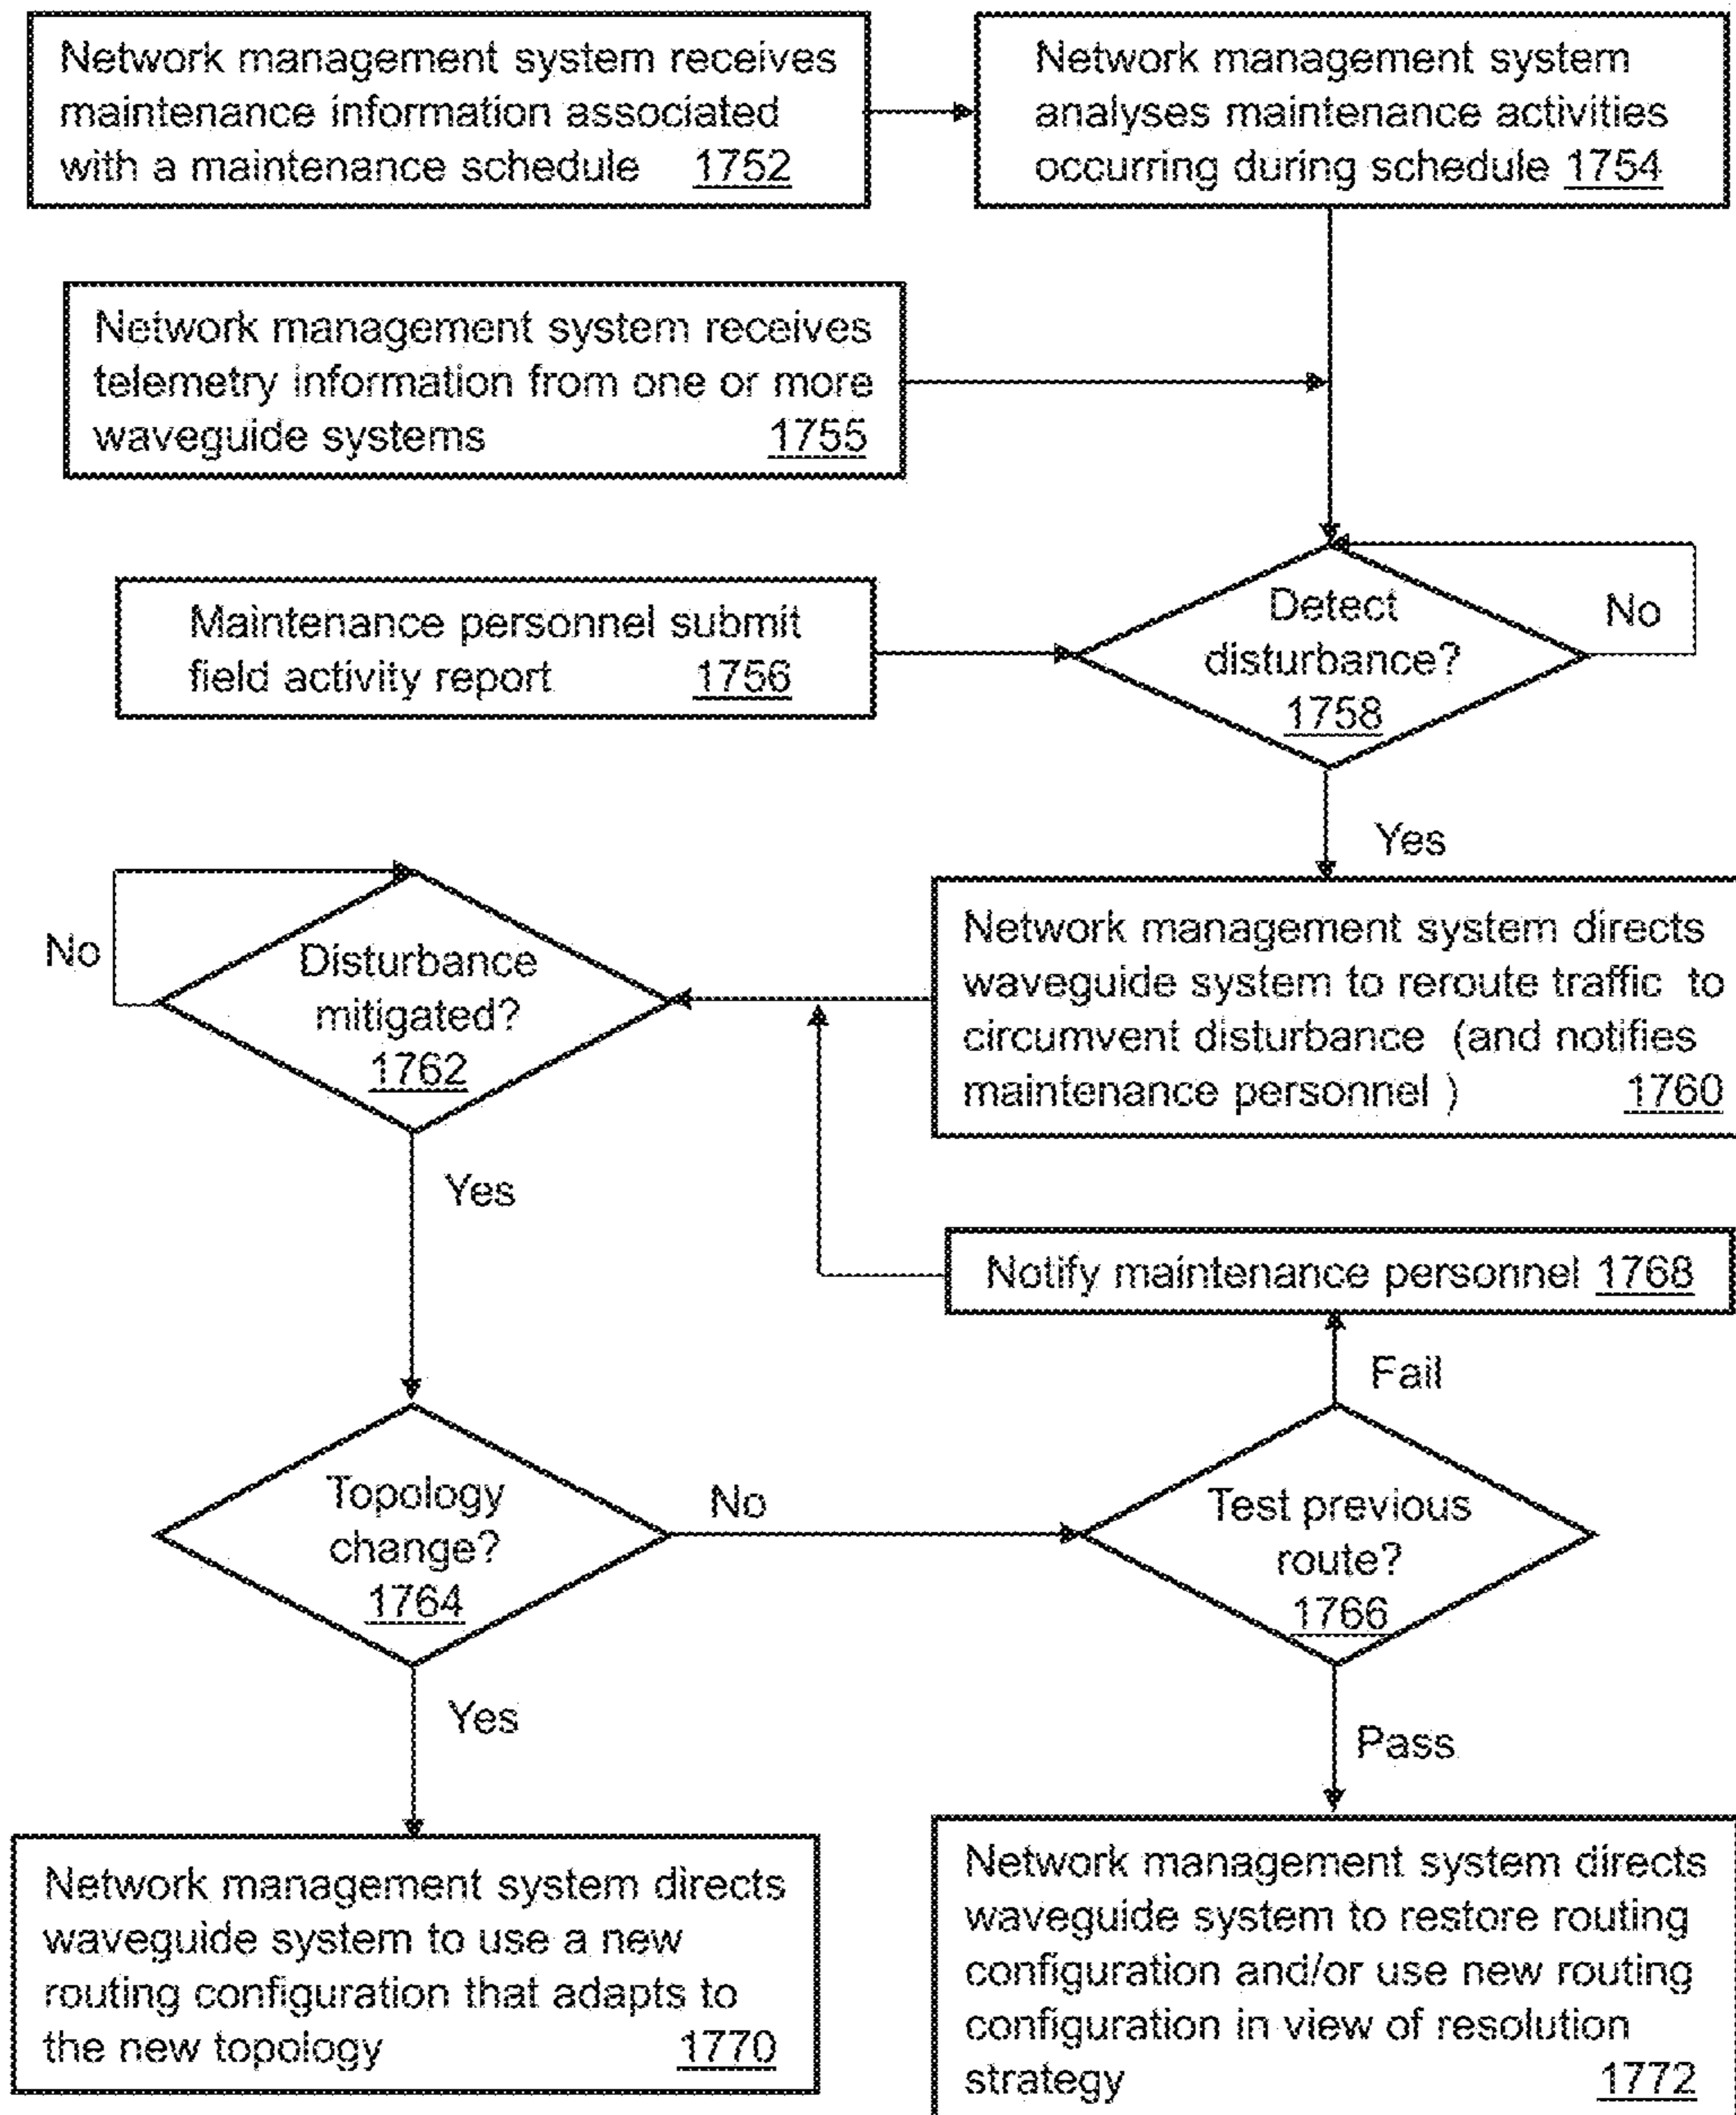 Network management system receives
maintenance information associated
with a maintenance schedule 1752
Network management system
analyses maintenance activities
occurring during schedule 1754
Network management system receives
telemetry information from one or more
waveguide systems 1755
Maintenance personnel submit
field activity report 1756
Detect
disturbance?
1758
No
Yes
Network management system directs
waveguide system to reroute traffic to
circumvent disturbance (and notifies
maintenance personnel ) 1760
No
Disturbance
mitigated?
1762
Yes
Notify maintenance personnel 1768
Fail
Topology
change?
1764
No
Test previous
route?
1766
Yes
Pass
Network management system directs
waveguide system to use a new
routing configuration that adapts to
the new topology 1770
Network management system directs
waveguide system to restore routing
configuration and/or use new routing
configuration in view of resolution
strategy 1772